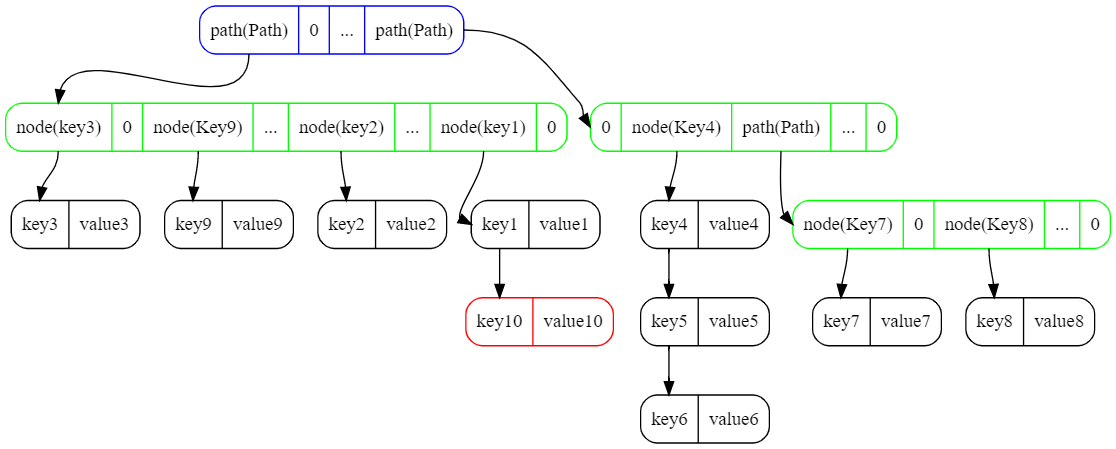 path(Path) 0 ... path(Path)
node(key3) 0 node(Key9) ... node(key2) ... node(key1) 0
0 node(Key4) path(Path) ... 0
key3 value3
key9 value9
key2 value2
key1 value1
key4 value4
node(Key7) 0 node(Key8) ... 0
key10 value10
key5 value5
key7 value7
key8 value8
key6 value6